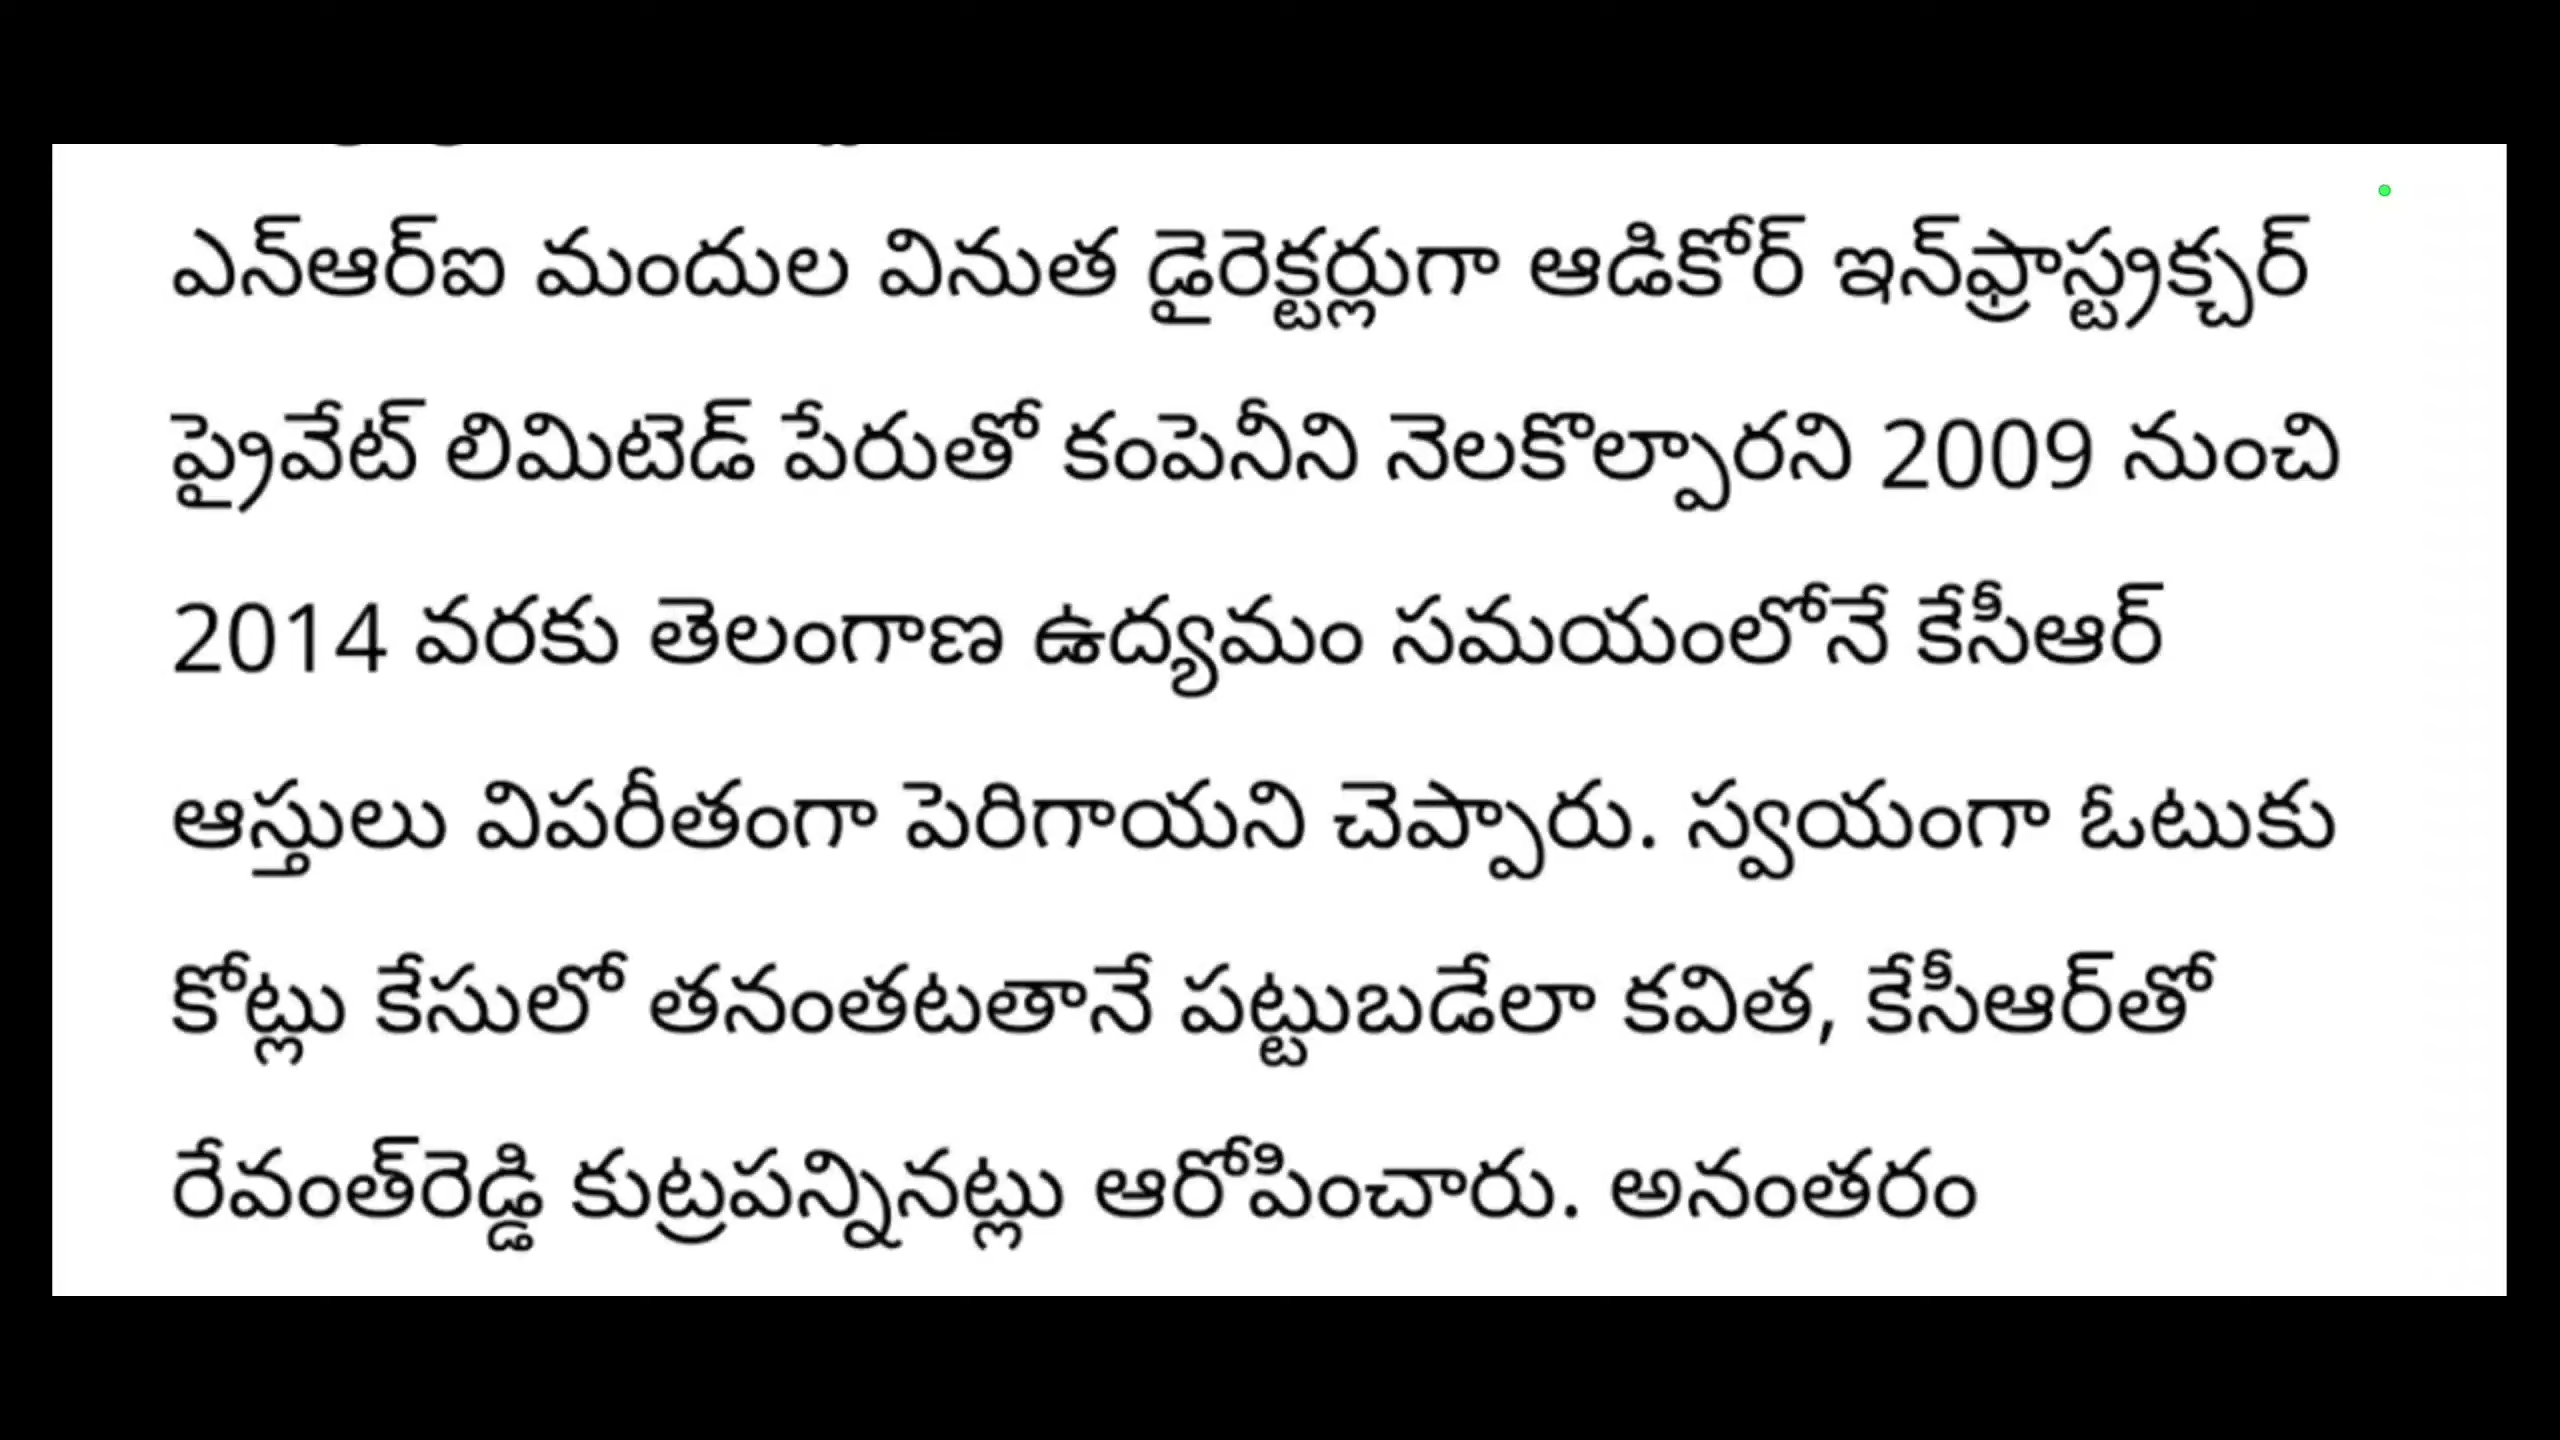 ఎన్ఆర్ఐ మందుల వినుత డైరెక్టర్లుగా ఆడికోర్ ఇన్‌ఫ్రాస్ట్రక్చర్
ప్రైవేట్ లిమిటెడ్ పేరుతో కంపెనీని నెలకొల్పారని 2009 నుంచి
2014 వరకు తెలంగాణ ఉద్యమం సమయంలోనే కేసీఆర్
ఆస్తులు విపరీతంగా పెరిగాయని చెప్పారు. స్వయంగా ఓటుకు
కోట్లు కేసులో తనంతటతానే పట్టుబడేలా కవిత, కేసీఆర్‌తో
రేవంత్‌రెడ్డి కుట్రపన్నినట్లు ఆరోపించారు. అనంతరం